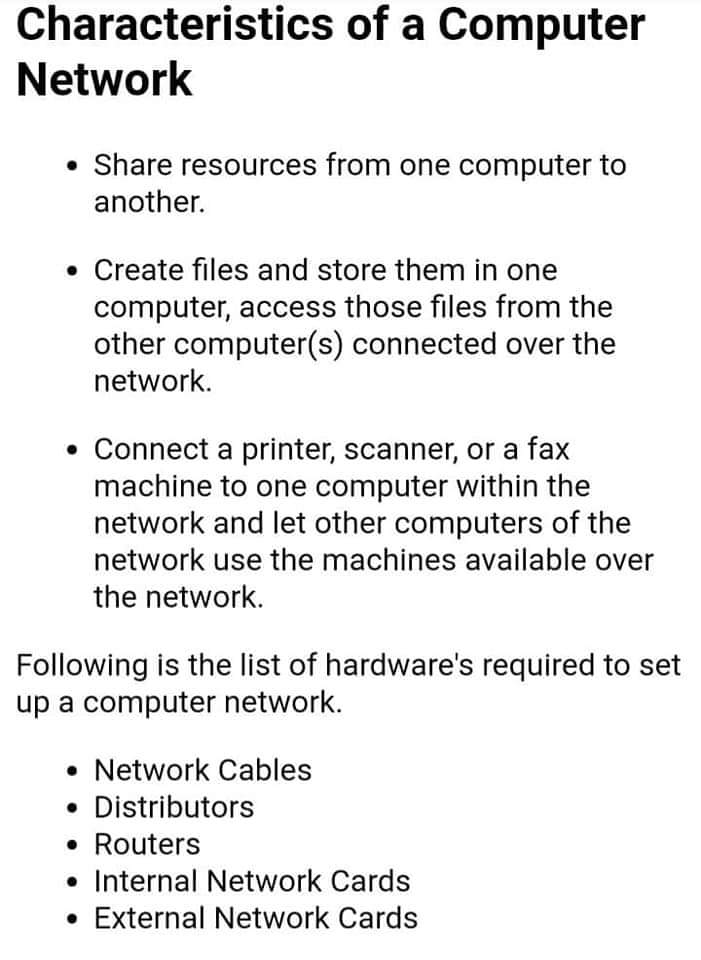 Characteristics of a Computer
Network
• Share resources from one computer to
another.
• Create files and store them in one
computer, access those files from the
other computer(s) connected over the
network.
• Connect a printer, scanner, or a fax
machine to one computer within the
network and let other computers of the
network use the machines available over
the network.
Following is the list of hardware's required to set
up a computer network.
• Network Cables
• Distributors
• Routers
• Internal Network Cards
• External Network Cards